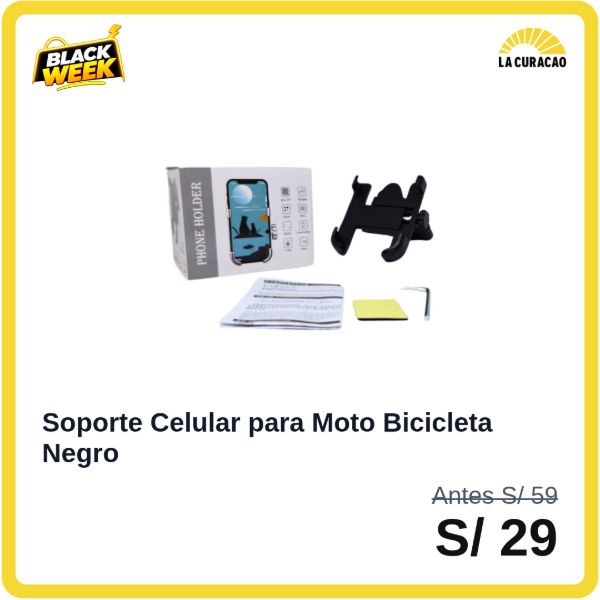 BLACK
WEEK
LA CURACAO
PHONE HOLDER
Soporte Celular para Moto Bicicleta
Negro
Antes S/ 59
S/ 29